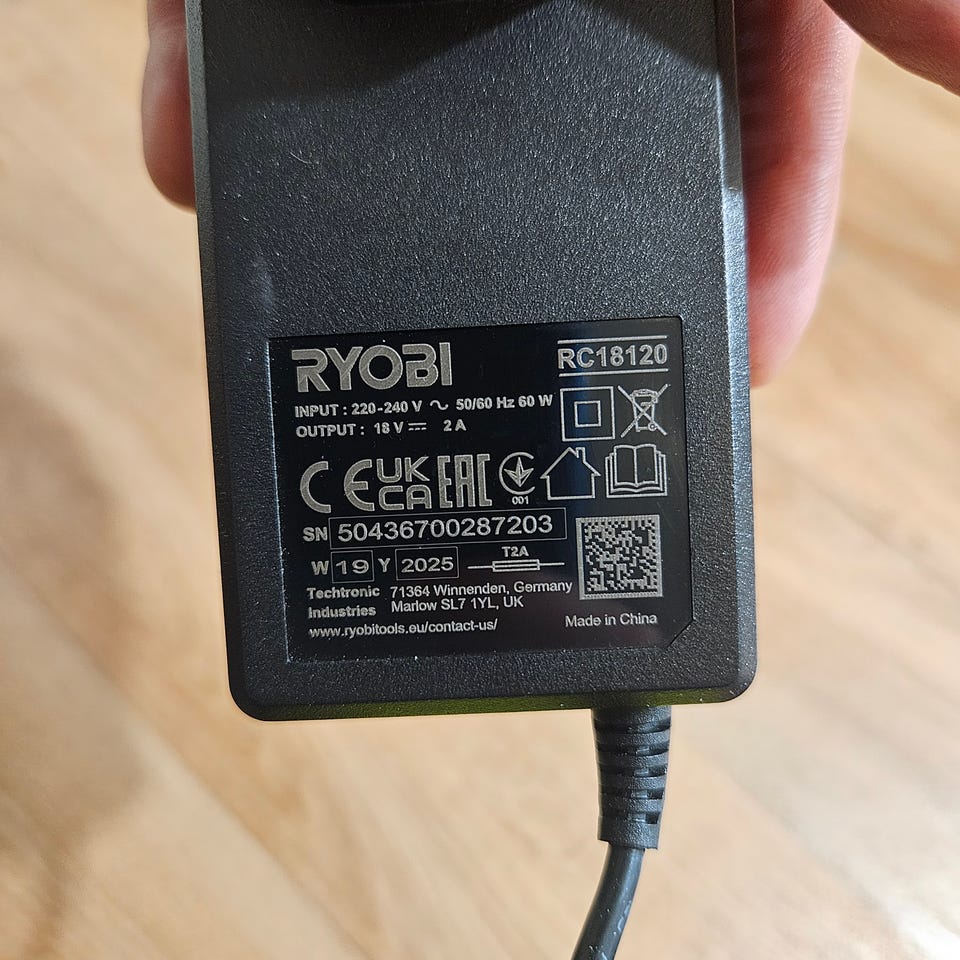 RYOBI
RC18120
INPUT : 220-240 V ~ 50/60 Hz 60 W
OUTPUT : 18 V ⎓ 2 A
CE UK CA EAC
001
SN 50436700287203
W 19 Y 2025 T2A
Techtronic Industries
71364 Winnenden, Germany
Marlow SL7 1YL, UK
www.ryobitools.eu/contact-us/
Made in China